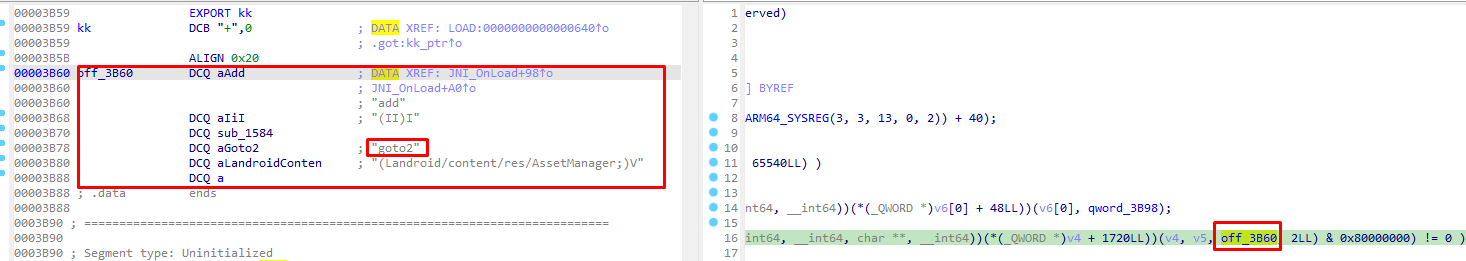 00003B59 EXPORT kk
00003B59 kk DCB "+",0 ; DATA XREF: LOAD:0000000000000640↑o
00003B59 ; .got:kk_ptr↑o
00003B5B ALIGN 0x20
00003B60 off_3B60 DCQ aAdd ; DATA XREF: JNI_OnLoad+98↑o
00003B60 ; JNI_OnLoad+A0↑o
00003B60 ; "add"
00003B68 DCQ aIiI ; "(II)I"
00003B70 DCQ sub_1584
00003B78 DCQ aGoto2 ; "goto2"
00003B80 DCQ aLandroidConten ; "(Landroid/content/res/AssetManager;)V"
00003B88 DCQ a
00003B88 ; .data ends
00003B88
00003B90 ; ===========================================================================
00003B90
00003B90 ; Segment type: Uninitialized
1 erved)
2
3
4
5
6 ] BYREF
7
8 ARM64_SYSREG(3, 3, 13, 0, 2)) + 40);
9
10
11 65540LL) )
12
13
14 nt64, __int64))(*(_QWORD *)v6[0] + 48LL))(v6[0], qword_3B98);
15
16 int64, __int64, char **, __int64))(*(_QWORD *)v4 + 1720LL))(v4, v5, off_3B60, 2LL) & 0x80000000) != 0 )
17